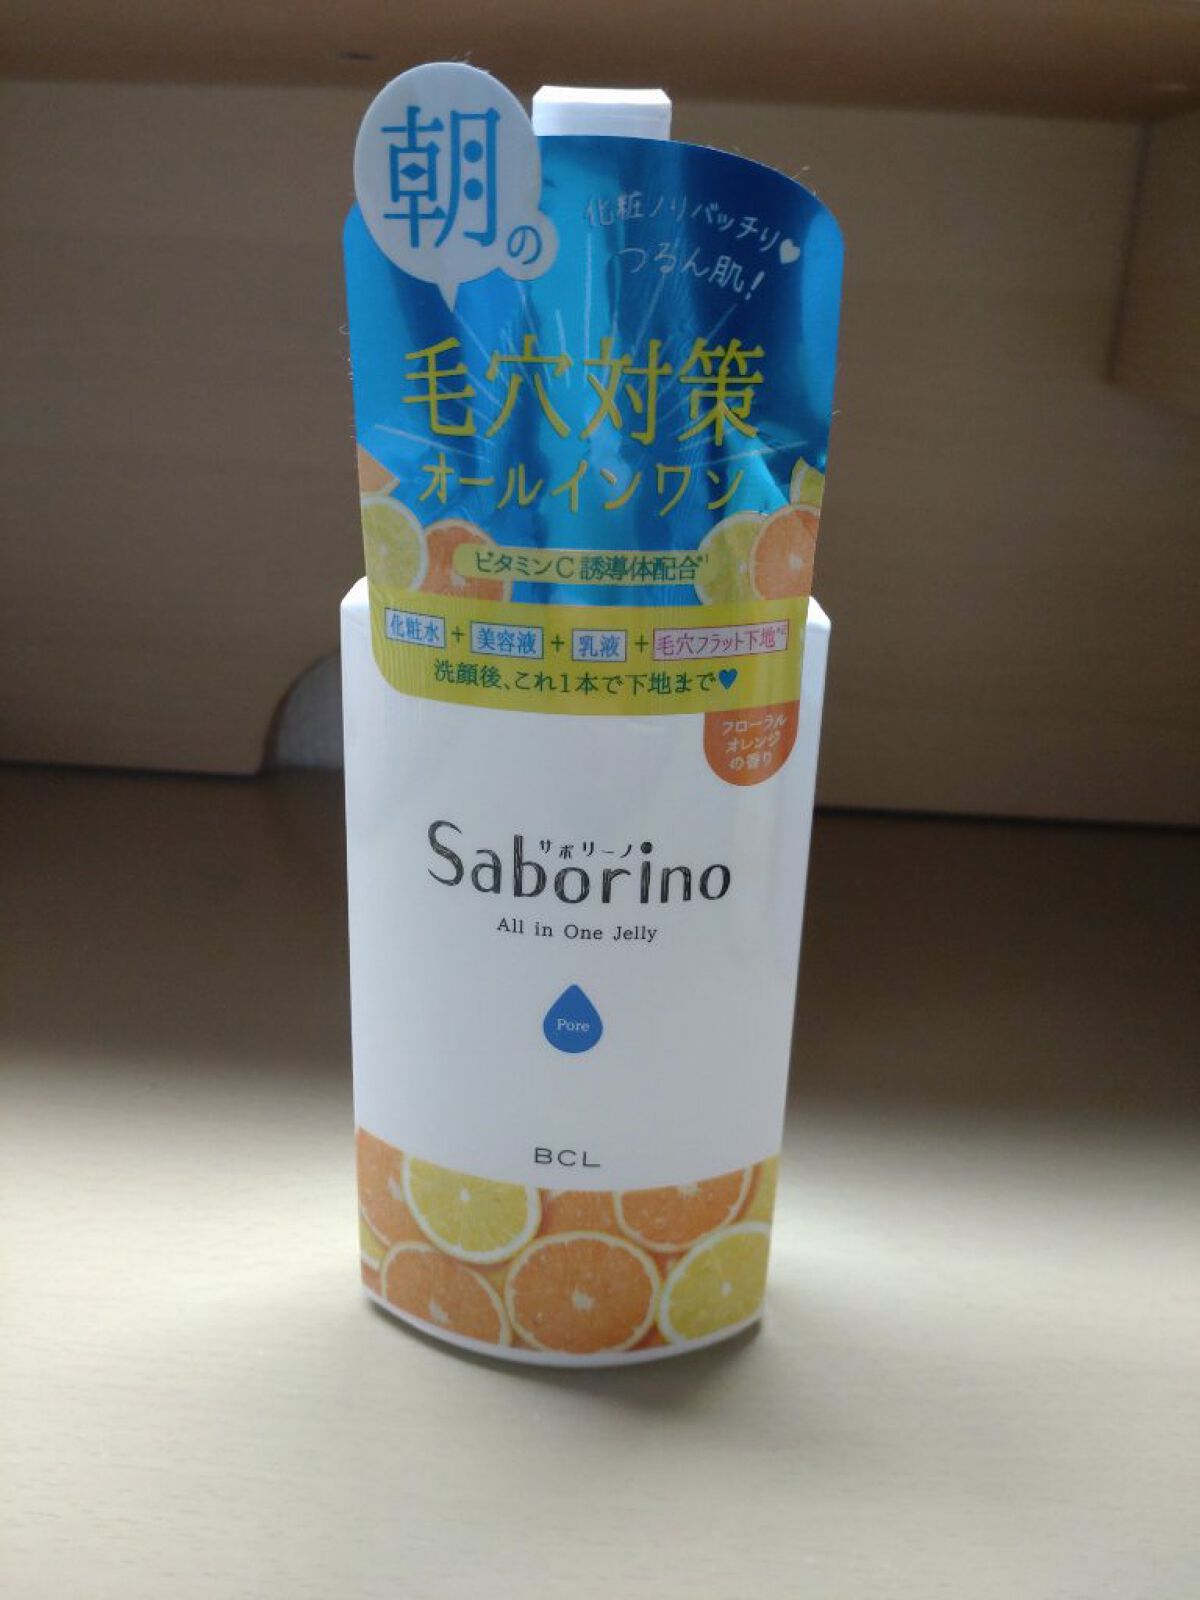 朝の
化粧ノリバッチリ♥
つるん肌！
毛穴対策
オールインワン
ビタミンC誘導体配合*1
化粧水 + 美容液 + 乳液 + 毛穴フラット下地*2
洗顔後、これ1本で下地まで♥
フローラル
オレンジ
の香り
サボリーノ
Saborino
All in One Jelly
Pore
BCL